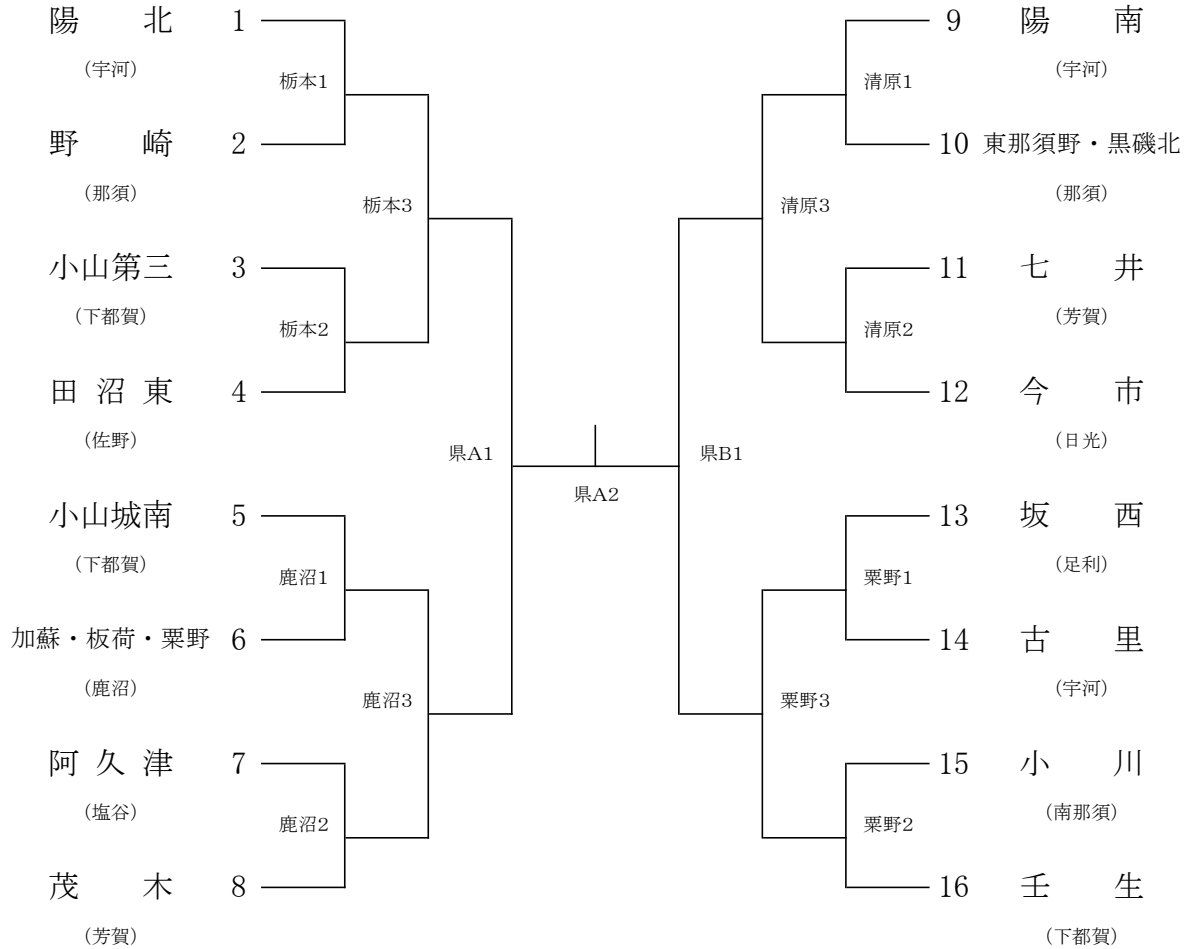 陽北 1
(宇河)
栃本1
野崎 2
(那須)
栃本3
小山第三 3
(下都賀)
栃本2
田沼東 4
(佐野)
県A1
小山城南 5
(下都賀)
鹿沼1
加蘇・板荷・粟野 6
(鹿沼)
鹿沼3
阿久津 7
(塩谷)
鹿沼2
茂木 8
(芳賀)
県A2
9 陽南
(宇河)
清原1
10 東那須野・黒磯北
(那須)
清原3
11 七井
(芳賀)
清原2
12 今市
(日光)
県B1
13 坂西
(足利)
粟野1
14 古里
(宇河)
粟野3
15 小川
(南那須)
粟野2
16 壬生
(下都賀)